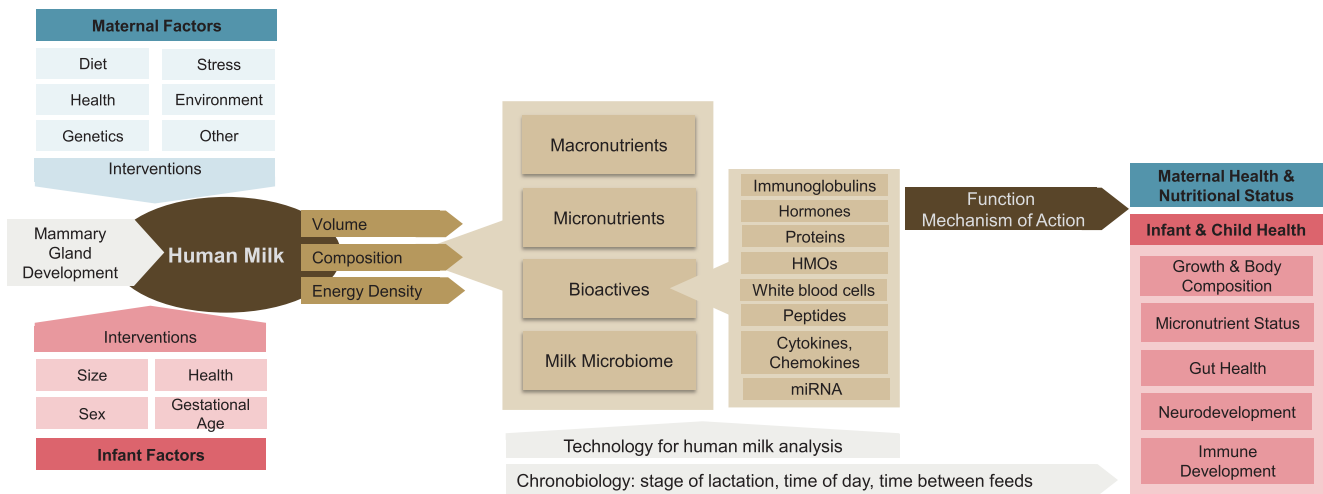 Maternal Factors
Diet
Stress
Health
Environment
Genetics
Other
Interventions
Mammary
Gland
Development
Human Milk
Volume
Composition
Energy Density
Interventions
Size
Health
Sex
Gestational
Age
Infant Factors
Macronutrients
Micronutrients
Bioactives
Milk Microbiome
Immunoglobulins
Hormones
Proteins
HMOs
White blood cells
Peptides
Cytokines,
Chemokines
miRNA
Function
Mechanism of Action
Maternal Health &
Nutritional Status
Infant & Child Health
Growth & Body
Composition
Micronutrient Status
Gut Health
Neurodevelopment
Immune
Development
Technology for human milk analysis
Chronobiology: stage of lactation, time of day, time between feeds